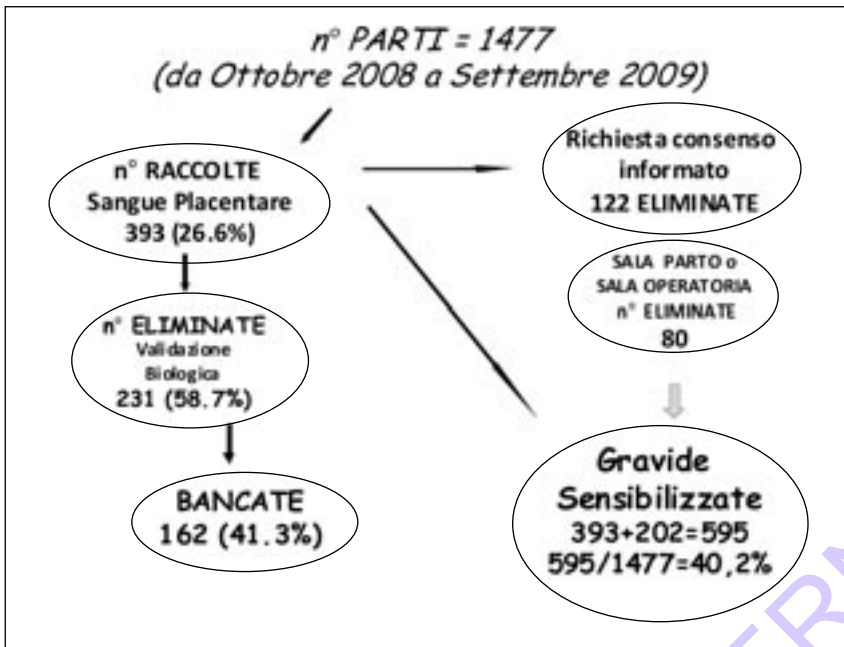 n° PARTI = 1477
(da Ottobre 2008 a Settembre 2009)
n° RACCOLTE
Sangue Placentare
393 (26.6%)
n° ELIMINATE
Validazione
Biologica
231 (58.7%)
BANCATE
162 (41.3%)
Richiesta consenso
informato
122 ELIMINATE
SALA PARTO o
SALA OPERATORIA
n° ELIMINATE
80
Gravide
Sensibilizzate
393+202=595
595/1477=40,2%